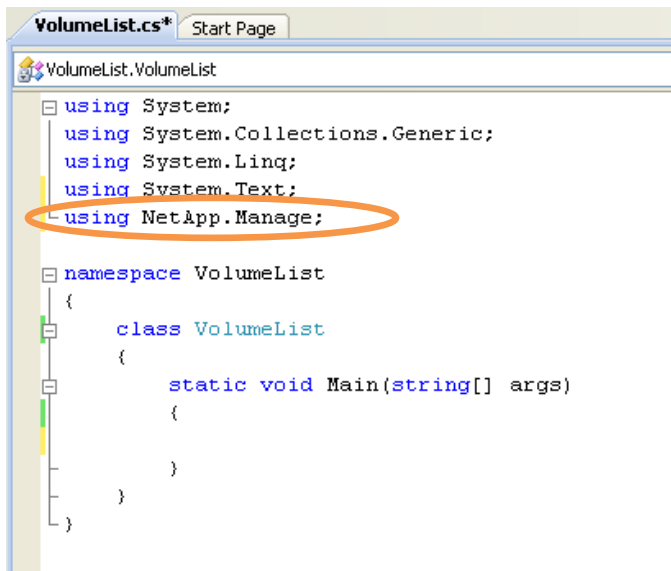 VolumeList.cs* Start Page
VolumeList.VolumeList
using System;
using System.Collections.Generic;
using System.Linq;
using System.Text;
using NetApp.Manage;
namespace VolumeList
{
class VolumeList
{
static void Main(string[] args)
{
}
}
}